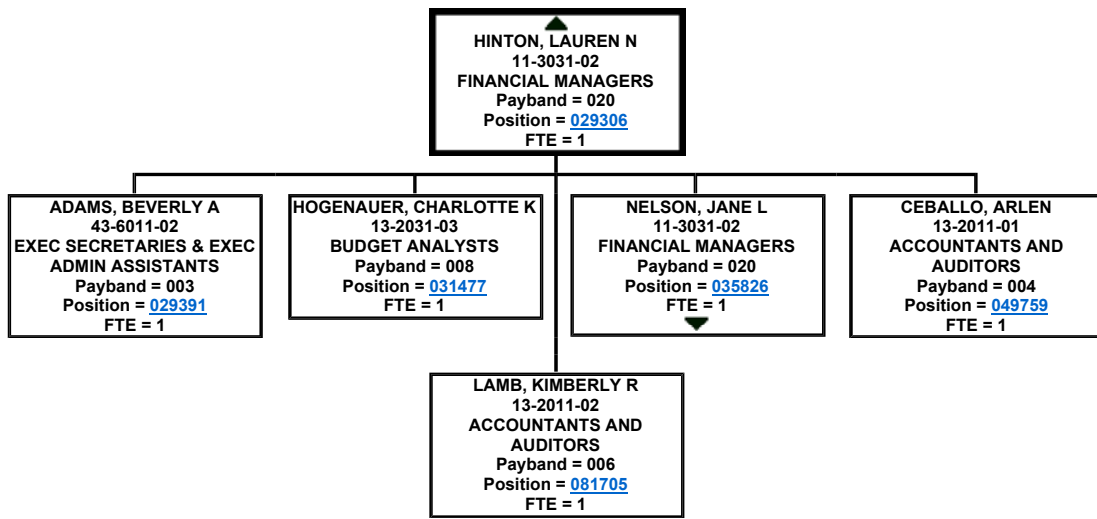 HINTON, LAUREN N
11-3031-02
FINANCIAL MANAGERS
Payband = 020
Position = 029306
FTE = 1
ADAMS, BEVERLY A
43-6011-02
EXEC SECRETARIES & EXEC
ADMIN ASSISTANTS
Payband = 003
Position = 029391
FTE = 1
HOGENAUER, CHARLOTTE K
13-2031-03
BUDGET ANALYSTS
Payband = 008
Position = 031477
FTE = 1
NELSON, JANE L
11-3031-02
FINANCIAL MANAGERS
Payband = 020
Position = 035826
FTE = 1
CEBALLO, ARLEN
13-2011-01
ACCOUNTANTS AND
AUDITORS
Payband = 004
Position = 049759
FTE = 1
LAMB, KIMBERLY R
13-2011-02
ACCOUNTANTS AND
AUDITORS
Payband = 006
Position = 081705
FTE = 1